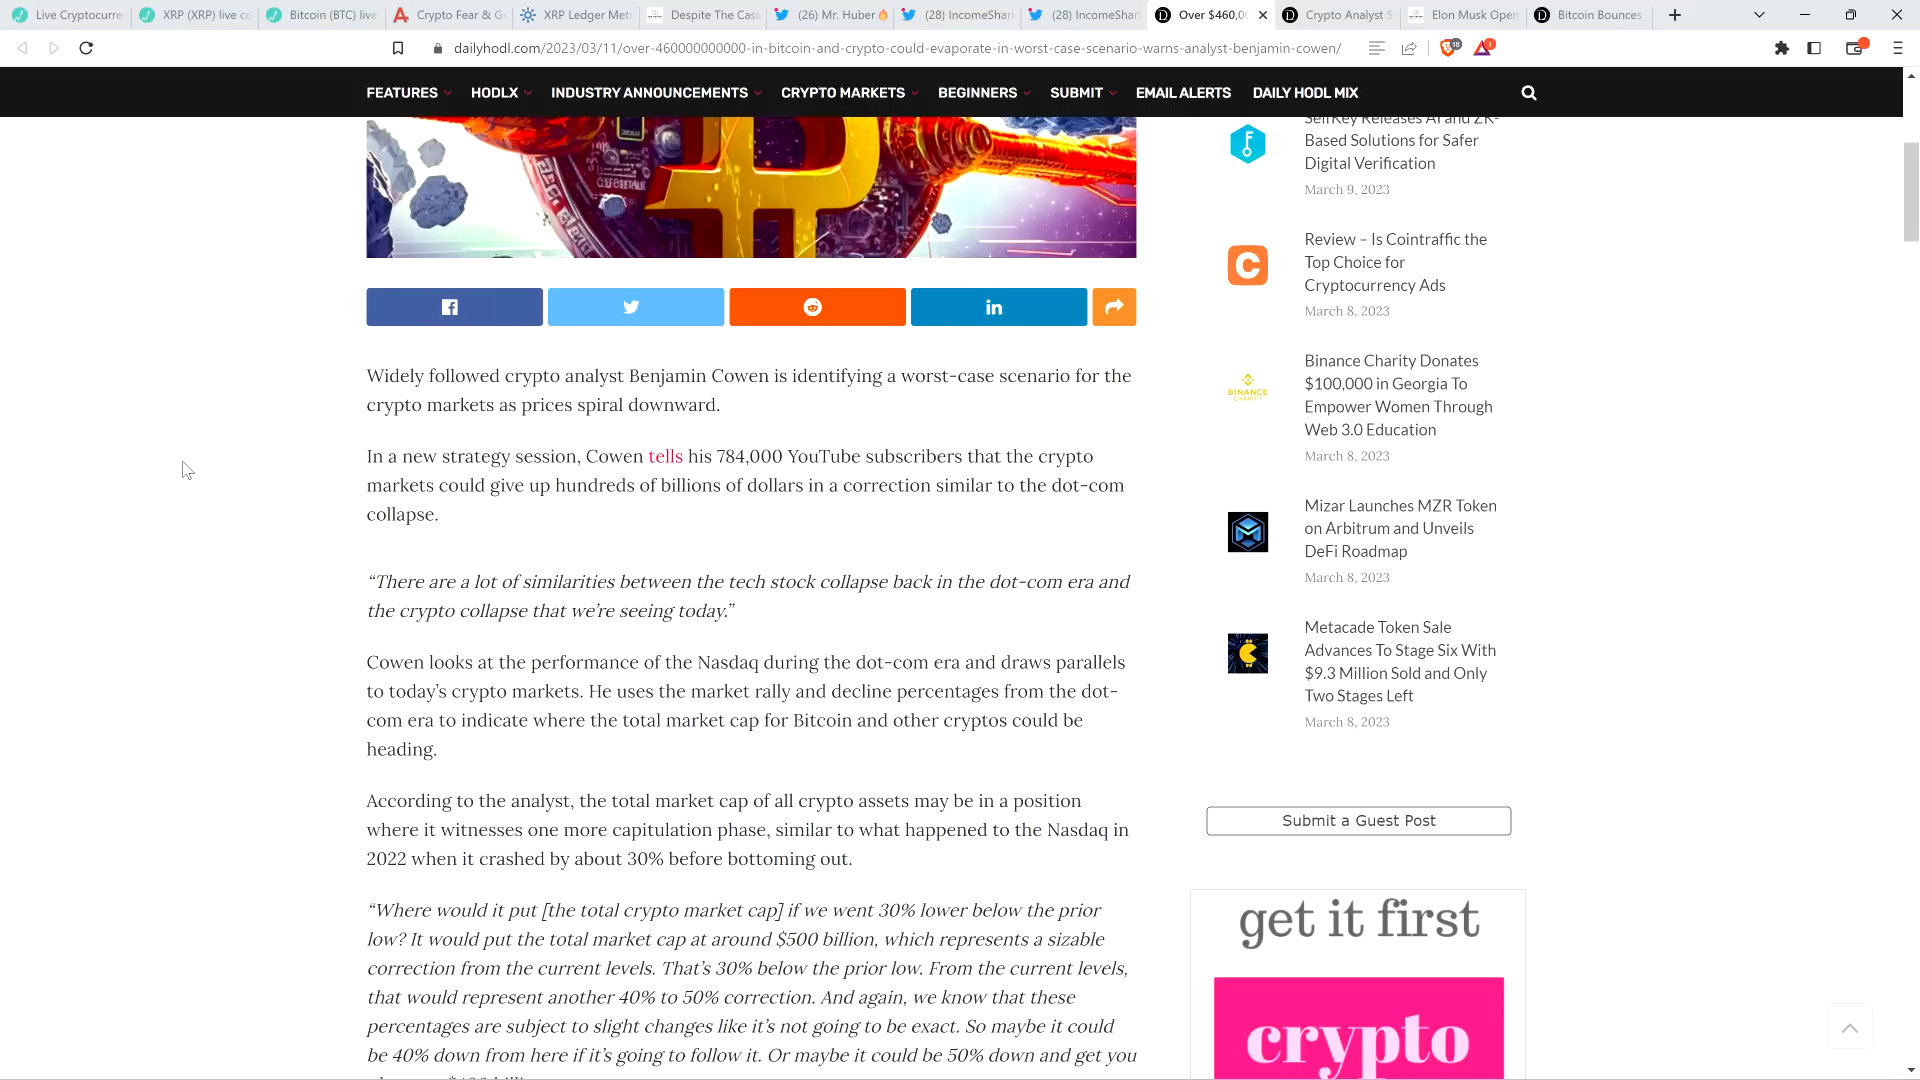 Live Cryptocurre
XRP (XRP) live co
Bitcoin (BTC) live
Crypto Fear & G
XRP Ledger Met
Despite The Case
(26) Mr. Huber
(28) IncomeShar
(28) IncomeShar
Over $460,0
Crypto Analyst S
Elon Musk Open
Bitcoin Bounces
dailyhodl.com/2023/03/11/over-460000000000-in-bitcoin-and-crypto-could-evaporate-in-worst-case-scenario-warns-analyst-benjamin-cowen/
FEATURES HODLX INDUSTRY ANNOUNCEMENTS CRYPTO MARKETS BEGINNERS SUBMIT EMAIL ALERTS DAILY HODL MIX
Widely followed crypto analyst Benjamin Cowen is identifying a worst-case scenario for the
crypto markets as prices spiral downward.
In a new strategy session, Cowen tells his 784,000 YouTube subscribers that the crypto
markets could give up hundreds of billions of dollars in a correction similar to the dot-com
collapse.
“There are a lot of similarities between the tech stock collapse back in the dot-com era and
the crypto collapse that we’re seeing today.”
Cowen looks at the performance of the Nasdaq during the dot-com era and draws parallels
to today’s crypto markets. He uses the market rally and decline percentages from the dot-
com era to indicate where the total market cap for Bitcoin and other cryptos could be
heading.
According to the analyst, the total market cap of all crypto assets may be in a position
where it witnesses one more capitulation phase, similar to what happened to the Nasdaq in
2022 when it crashed by about 30% before bottoming out.
“Where would it put [the total crypto market cap] if we went 30% lower below the prior
low? It would put the total market cap at around $500 billion, which represents a sizable
correction from the current levels. That’s 30% below the prior low. From the current levels,
that would represent another 40% to 50% correction. And again, we know that these
percentages are subject to slight changes like it’s not going to be exact. So maybe it could
be 40% down from here if it’s going to follow it. Or maybe it could be 50% down and get you
SelfKey Releases AI and ZK-
Based Solutions for Safer
Digital Verification
March 9, 2023
Review – Is Cointraffic the
Top Choice for
Cryptocurrency Ads
March 8, 2023
BINANCE
CHARITY
Binance Charity Donates
$100,000 in Georgia To
Empower Women Through
Web 3.0 Education
March 8, 2023
Mizar Launches MZR Token
on Arbitrum and Unveils
DeFi Roadmap
March 8, 2023
Metacade Token Sale
Advances To Stage Six With
$9.3 Million Sold and Only
Two Stages Left
March 8, 2023
Submit a Guest Post
get it first
crypto